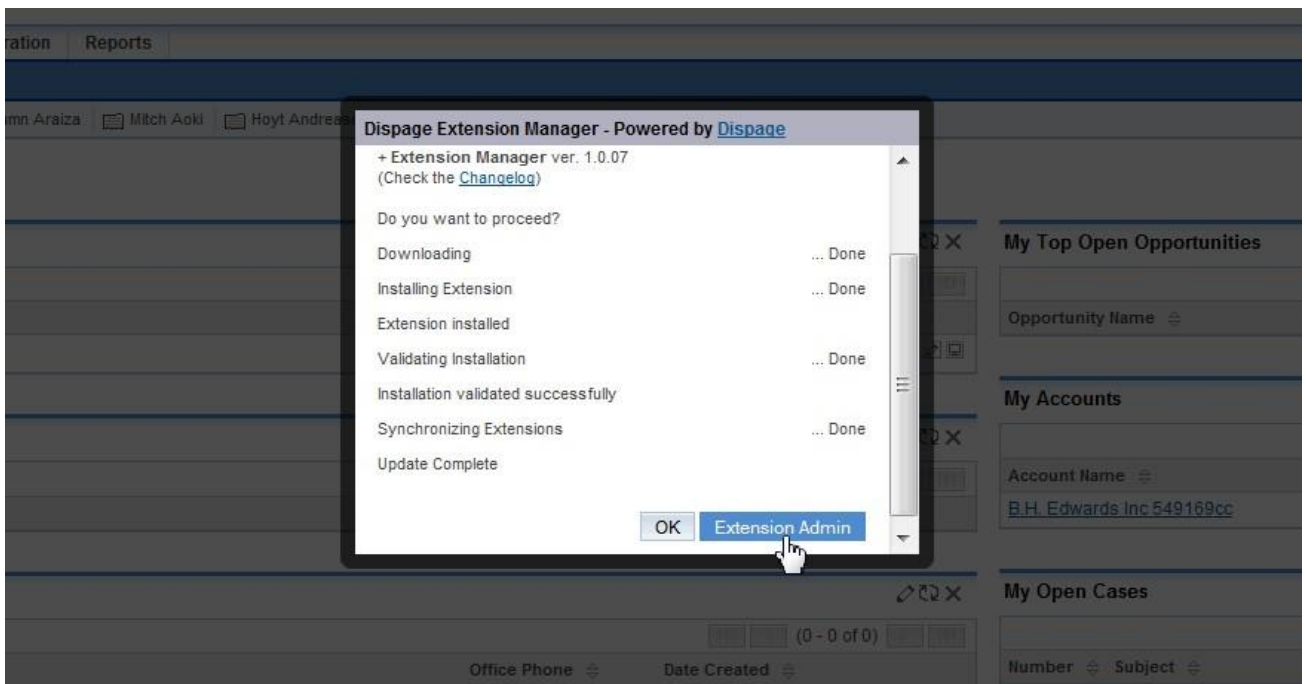 ration Reports
Araiza Mitch Aoki Hoyt Andreas
Dispage Extension Manager - Powered by Dispage
+ Extension Manager ver. 1.0.07
(Check the Changelog)
Do you want to proceed?
Downloading ... Done
Installing Extension ... Done
Extension installed
Validating Installation ... Done
Installation validated successfully
Synchronizing Extensions ... Done
Update Complete
OK Extension Admin
My Top Open Opportunities
Opportunity Name
My Accounts
Account Name
B.H. Edwards Inc 549169cc
My Open Cases
(0 - 0 of 0)
Office Phone Date Created
Number Subject